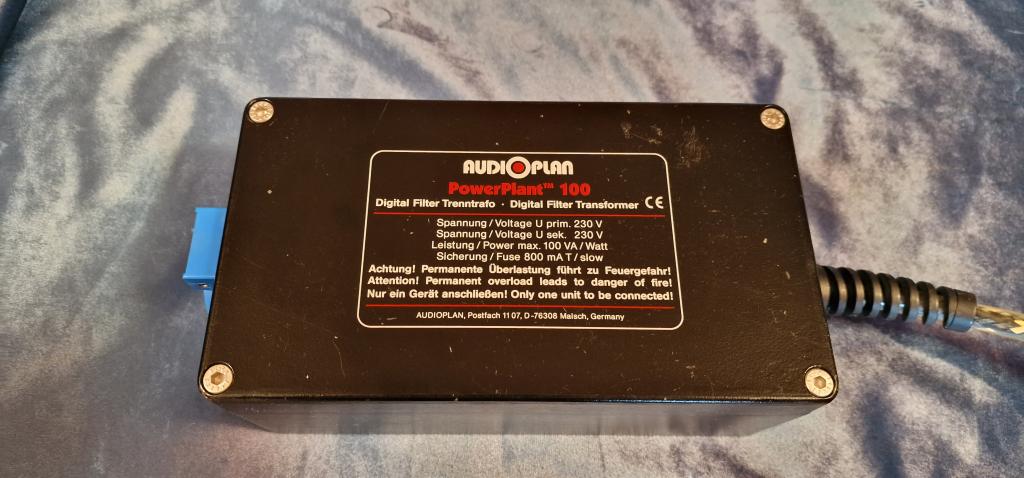 AUDIOPLAN
PowerPlant™ 100
Digital Filter Trenntrafo · Digital Filter Transformer CE
Spannung / Voltage U prim. 230 V
Spannung / Voltage U sek. 230 V
Leistung / Power max. 100 VA / Watt
Sicherung / Fuse 800 mA T / slow
Achtung! Permanente Überlastung führt zu Feuergefahr!
Attention! Permanent overload leads to danger of fire!
Nur ein Gerät anschließen! Only one unit to be connected!
AUDIOPLAN, Postfach 11 07, D-76308 Malsch, Germany